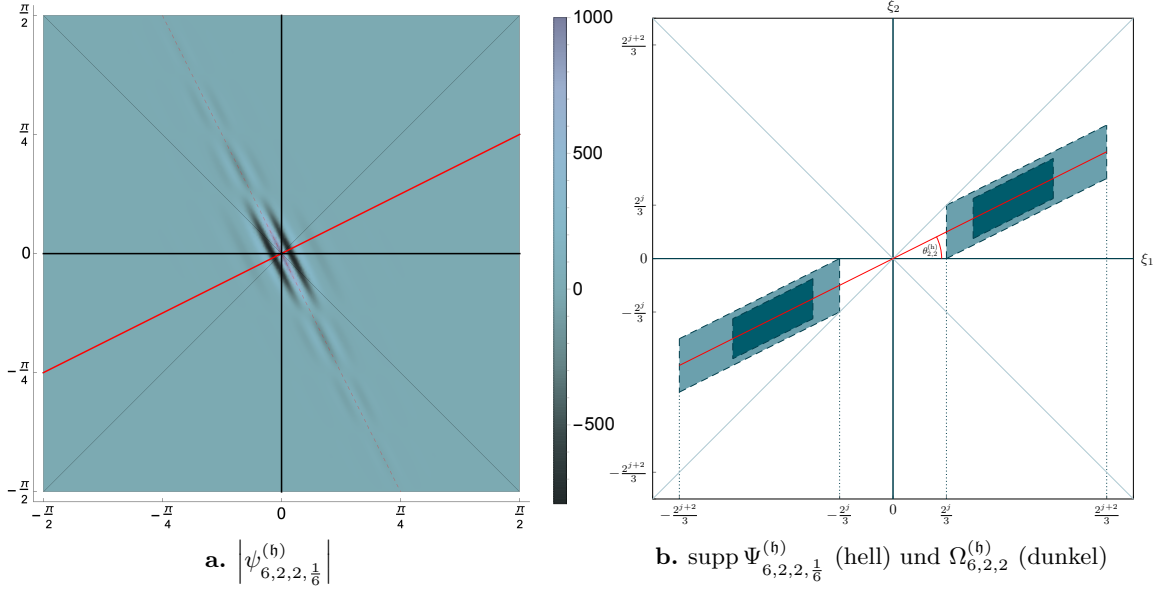 π/2
π/4
0
−π/4
−π/2
−π/2
−π/4
0
π/4
π/2
1000
500
0
−500
a. |ψ^(𝔥)_{6,2,2,1/6}|
ξ₂
2^{j+2}/3
2^j/3
0
−2^j/3
−2^{j+2}/3
θ^(𝔥)_{2,2}
ξ₁
−2^{j+2}/3
−2^j/3
0
2^j/3
2^{j+2}/3
b. supp Ψ^(𝔥)_{6,2,2,1/6} (hell) und Ω^(𝔥)_{6,2,2} (dunkel)